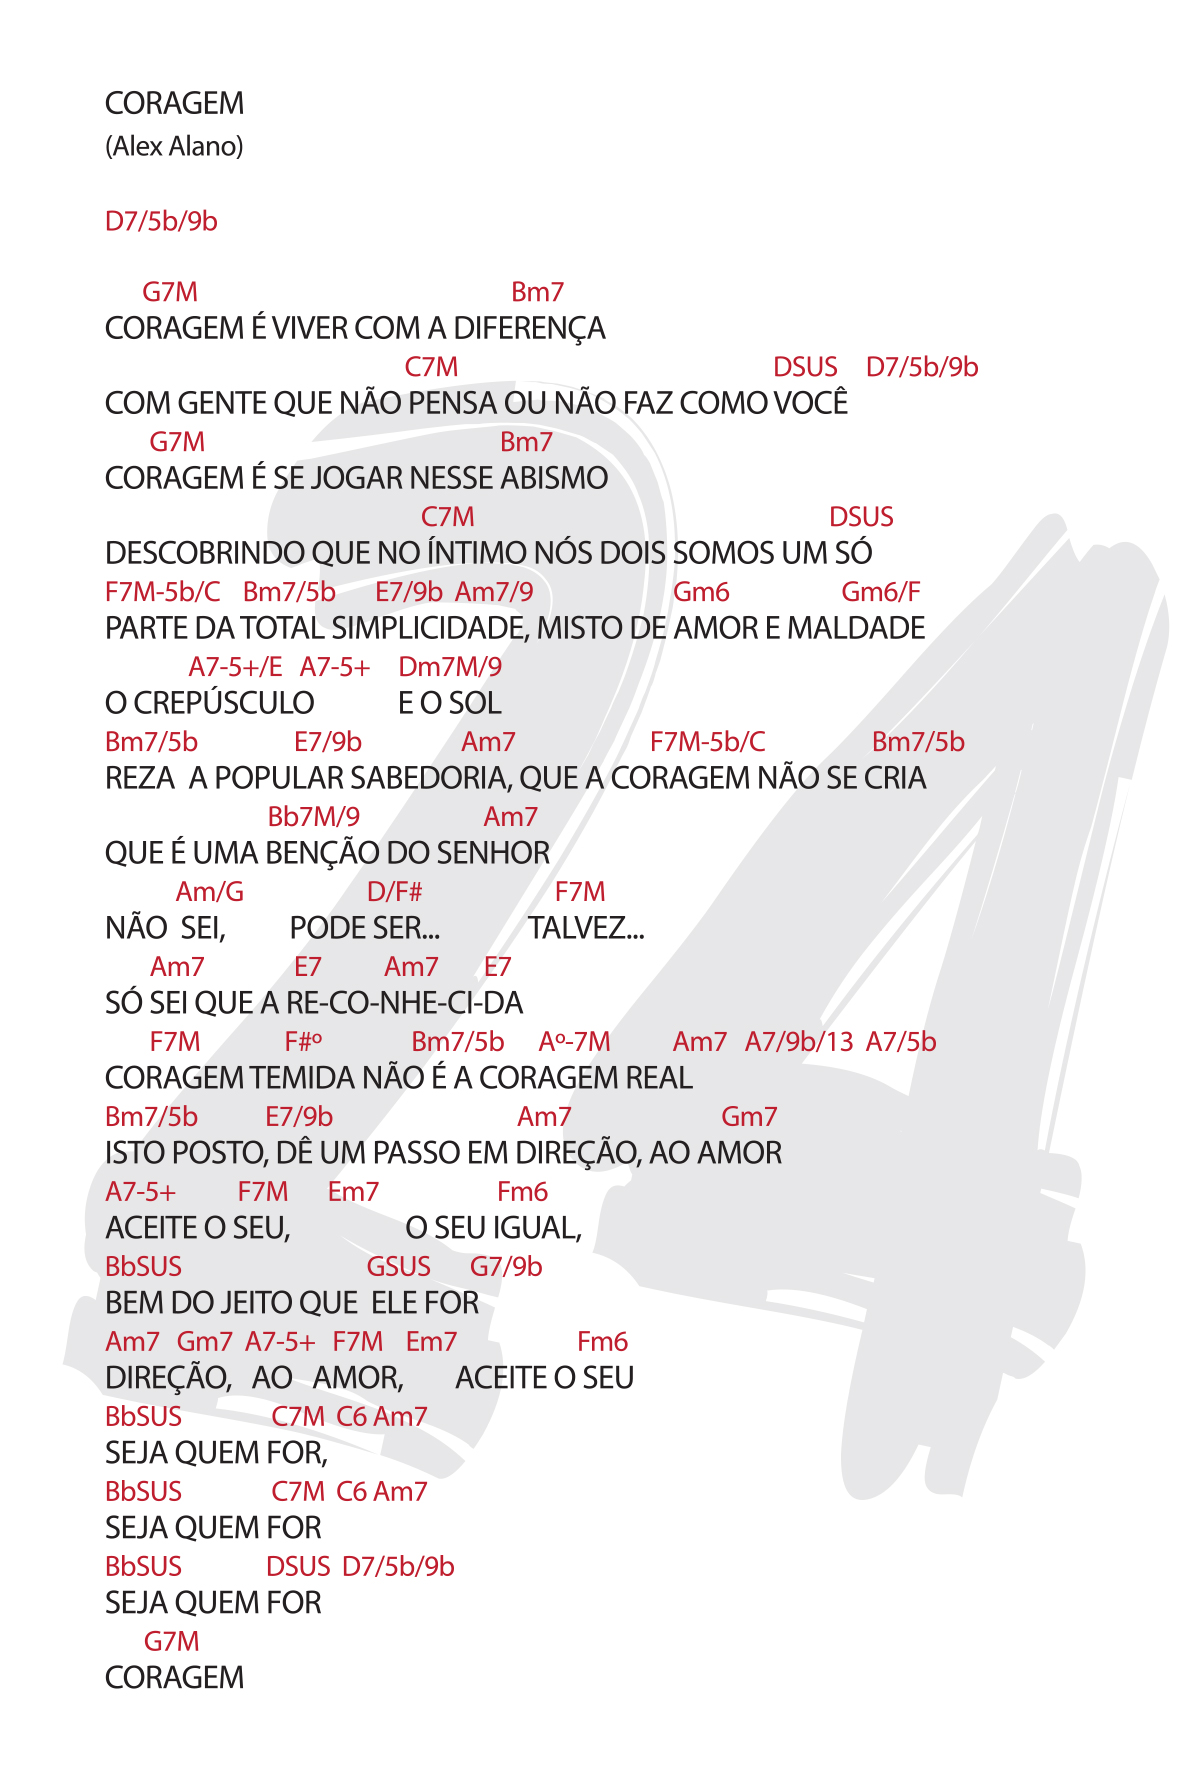 CORAGEM
(Alex Alano)
D7/5b/9b
G7M Bm7
CORAGEM É VIVER COM A DIFERENÇA
C7M DSUS D7/5b/9b
COM GENTE QUE NÃO PENSA OU NÃO FAZ COMO VOCÊ
G7M Bm7
CORAGEM É SE JOGAR NESSE ABISMO
C7M DSUS
DESCOBRINDO QUE NO ÍNTIMO NÓS DOIS SOMOS UM SÓ
F7M-5b/C Bm7/5b E7/9b Am7/9 Gm6 Gm6/F
PARTE DA TOTAL SIMPLICIDADE, MISTO DE AMOR E MALDADE
A7-5+/E A7-5+ Dm7M/9
O CREPÚSCULO E O SOL
Bm7/5b E7/9b Am7 F7M-5b/C Bm7/5b
REZA A POPULAR SABEDORIA, QUE A CORAGEM NÃO SE CRIA
Bb7M/9 Am7
QUE É UMA BENÇÃO DO SENHOR
Am/G D/F# F7M
NÃO SEI, PODE SER... TALVEZ...
Am7 E7 Am7 E7
SÓ SEI QUE A RE-CO-NHE-CI-DA
F7M F#º Bm7/5b Aº-7M Am7 A7/9b/13 A7/5b
CORAGEM TEMIDA NÃO É A CORAGEM REAL
Bm7/5b E7/9b Am7 Gm7
ISTO POSTO, DÊ UM PASSO EM DIREÇÃO, AO AMOR
A7-5+ F7M Em7 Fm6
ACEITE O SEU, O SEU IGUAL,
BbSUS GSUS G7/9b
BEM DO JEITO QUE ELE FOR
Am7 Gm7 A7-5+ F7M Em7 Fm6
DIREÇÃO, AO AMOR, ACEITE O SEU
BbSUS C7M C6 Am7
SEJA QUEM FOR,
BbSUS C7M C6 Am7
SEJA QUEM FOR
BbSUS DSUS D7/5b/9b
SEJA QUEM FOR
G7M
CORAGEM
24